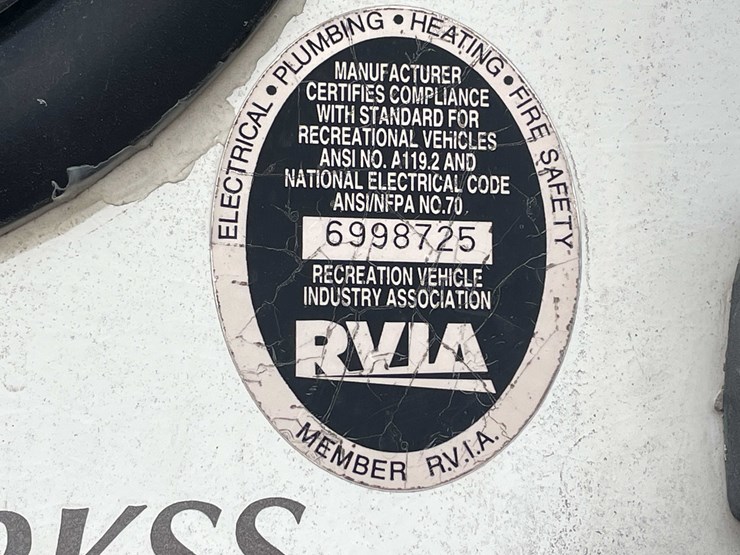 ELECTRICAL • PLUMBING • HEATING • FIRE SAFETY
MANUFACTURER
CERTIFIES COMPLIANCE
WITH STANDARD FOR
RECREATIONAL VEHICLES
ANSI NO. A119.2 AND
NATIONAL ELECTRICAL CODE
ANSI/NFPA NO.70
6998725
RECREATION VEHICLE
INDUSTRY ASSOCIATION
RVIA
MEMBER R.V.I.A.